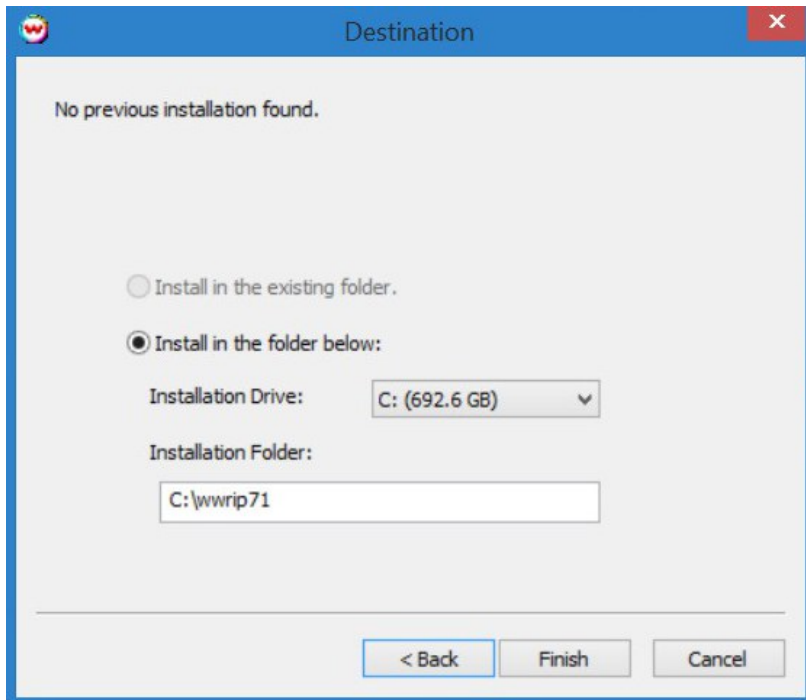 Destination
No previous installation found.
Install in the existing folder.
Install in the folder below:
Installation Drive: C: (692.6 GB)
Installation Folder:
C:\wwrip71
< Back Finish Cancel